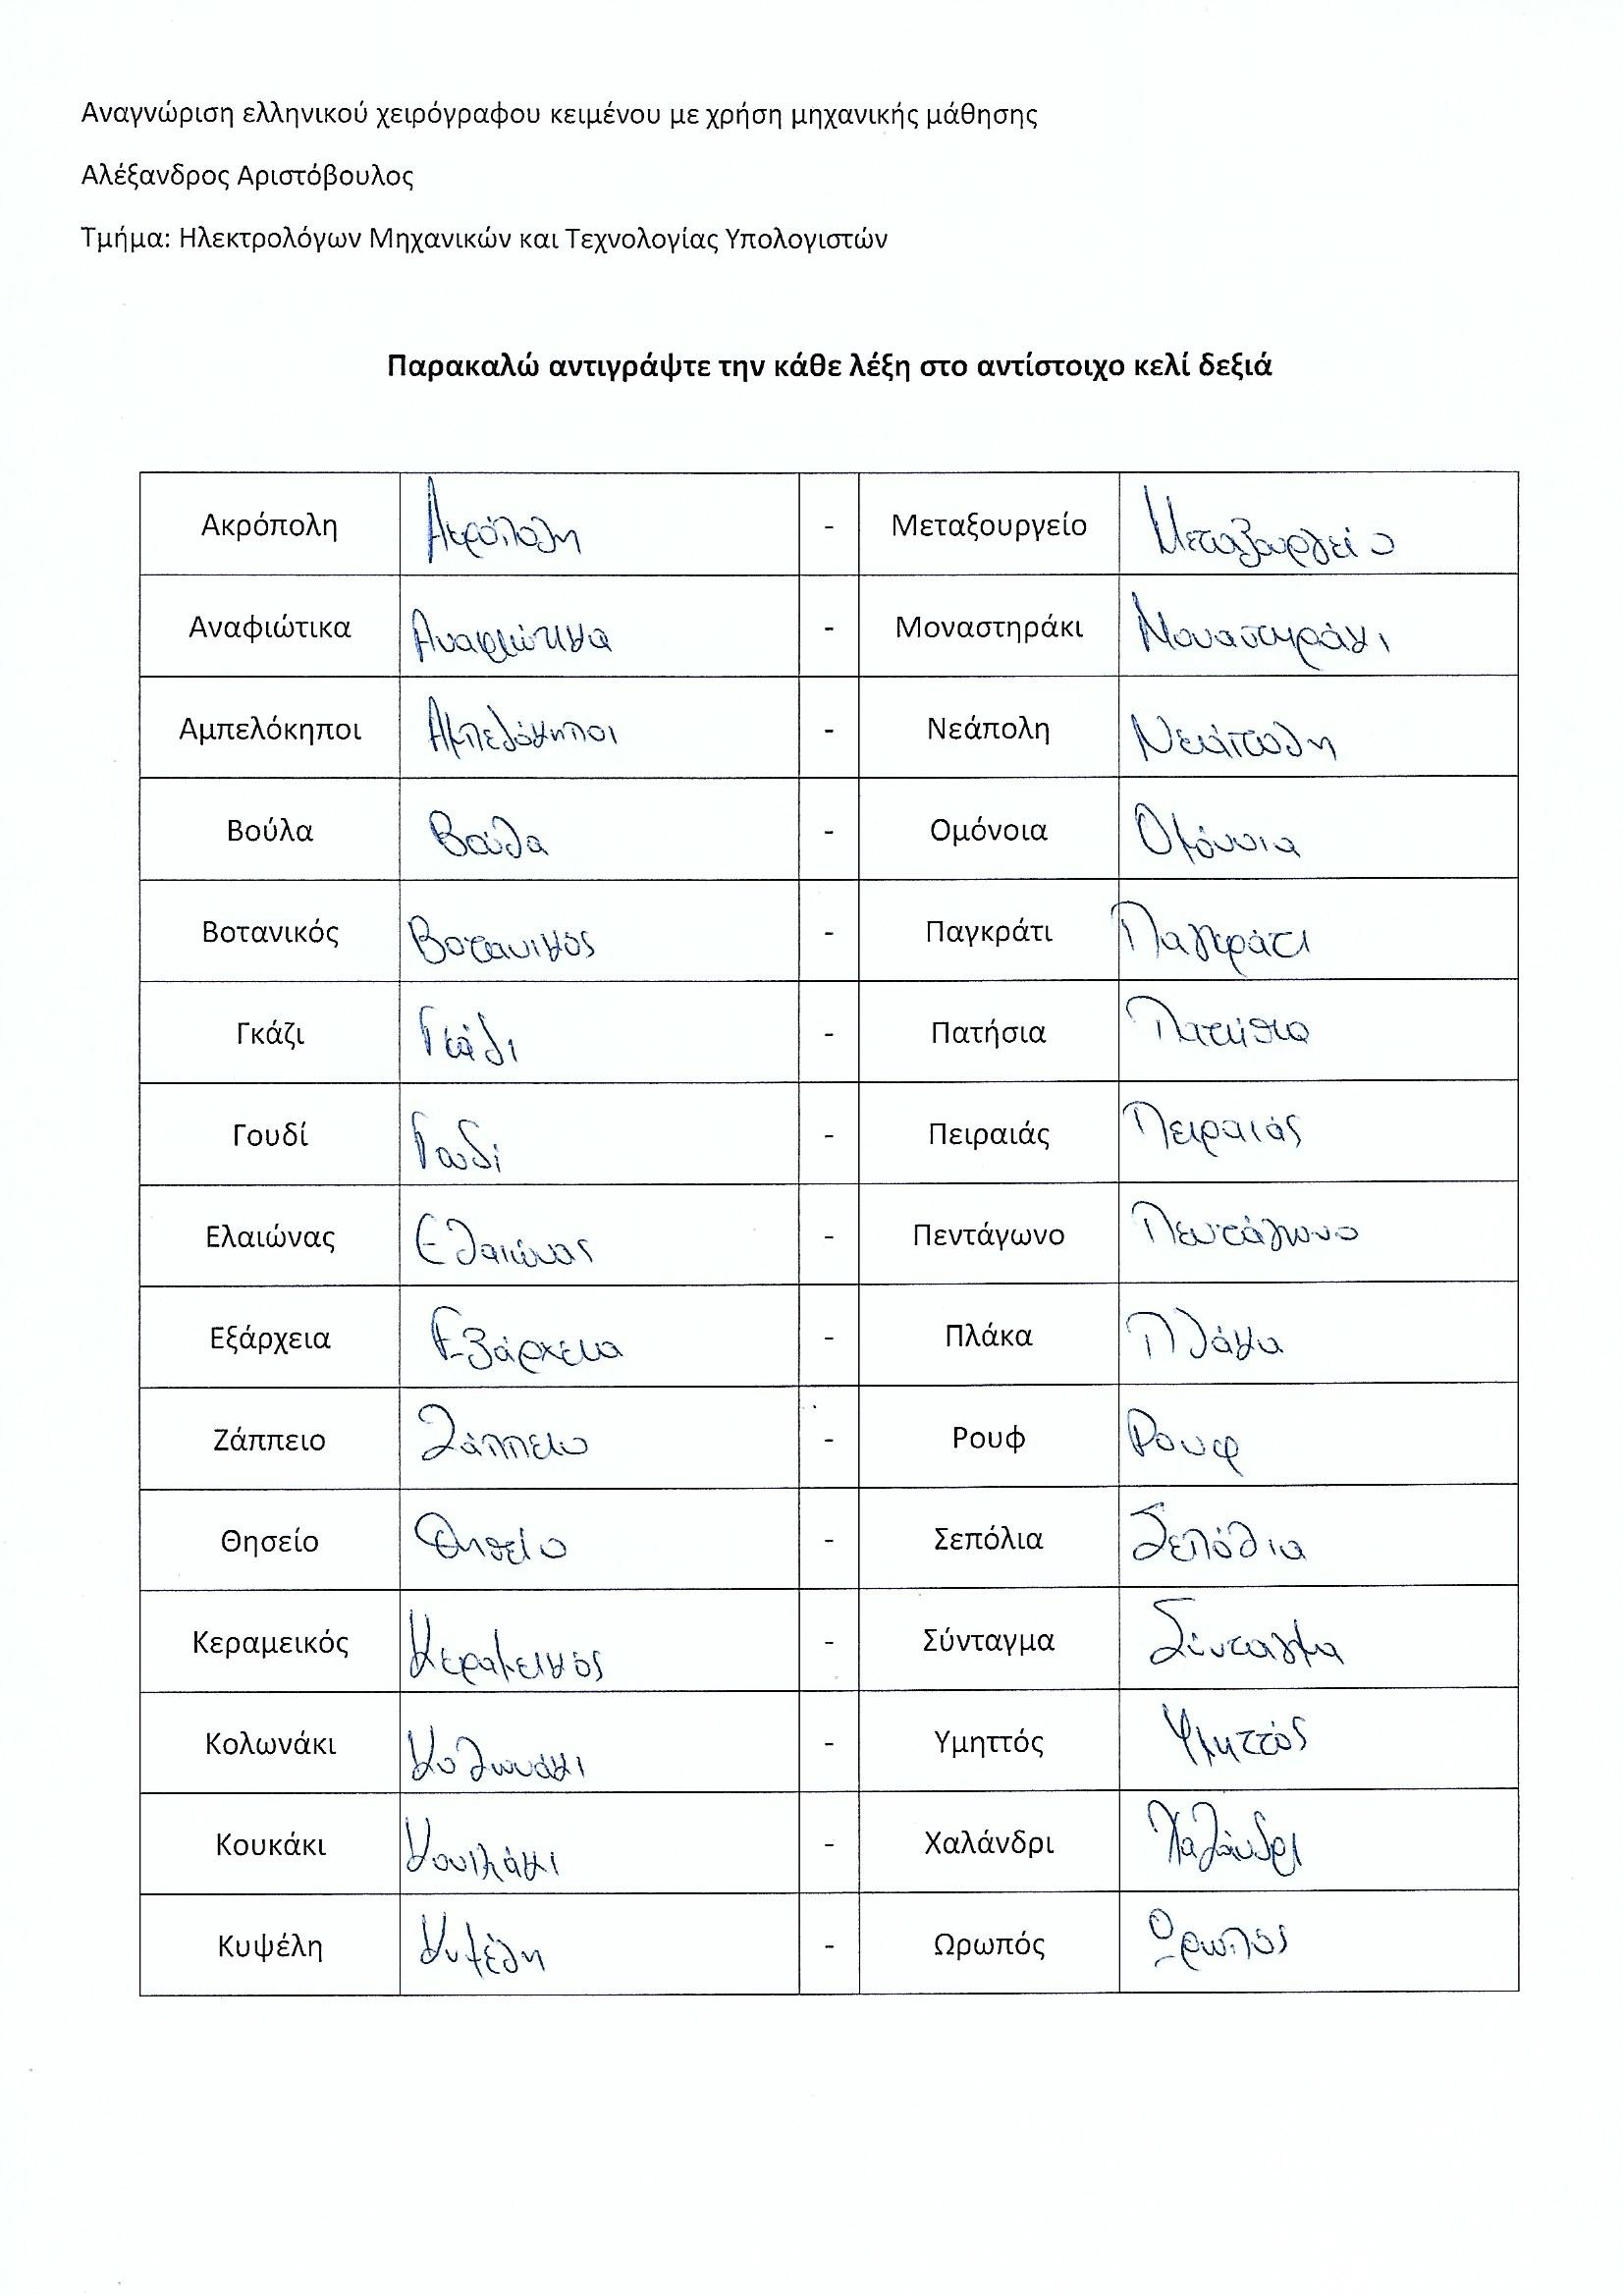 Αναγνώριση ελληνικού χειρόγραφου κειμένου με χρήση μηχανικής μάθησης
Αλέξανδρος Αριστόβουλος
Τμήμα: Ηλεκτρολόγων Μηχανικών και Τεχνολογίας Υπολογιστών
Παρακαλώ αντιγράψτε την κάθε λέξη στο αντίστοιχο κελί δεξιά
Ακρόπολη Ακρόπολη - Μεταξουργείο Μεταξουργείο
Αναφιώτικα Αναφιώτικα - Μοναστηράκι Μοναστηράκι
Αμπελόκηποι Αμπελόκηποι - Νεάπολη Νεάπολη
Βούλα Βούλα - Ομόνοια Ομόνοια
Βοτανικός Βοτανικός - Παγκράτι Παγκράτι
Γκάζι Γκάζι - Πατήσια Πατήσια
Γουδί Γουδί - Πειραιάς Πειραιάς
Ελαιώνας Ελαιώνας - Πεντάγωνο Πεντάγωνο
Εξάρχεια Εξάρχεια - Πλάκα Πλάκα
Ζάππειο Ζάππειο - Ρουφ Ρουφ
Θησείο Θησείο - Σεπόλια Σεπόλια
Κεραμεικός Κεραμεικός - Σύνταγμα Σύνταγμα
Κολωνάκι Κολωνάκι - Υμηττός Υμηττός
Κουκάκι Κουκάκι - Χαλάνδρι Χαλάνδρι
Κυψέλη Κυψέλη - Ωρωπός Ωρωπός